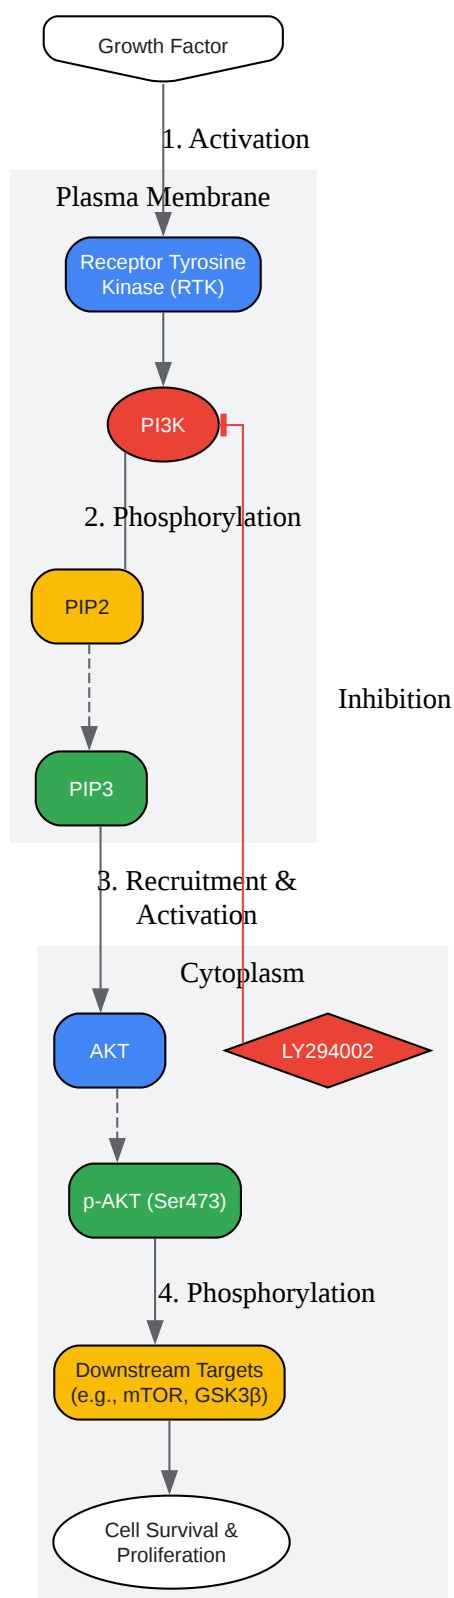 Growth Factor
1. Activation
Plasma Membrane
Receptor Tyrosine
Kinase (RTK)
PI3K
2. Phosphorylation
PIP2
Inhibition
PIP3
3. Recruitment &
Activation
Cytoplasm
AKT
LY294002
p-AKT (Ser473)
4. Phosphorylation
Downstream Targets
(e.g., mTOR, GSK3β)
Cell Survival &
Proliferation